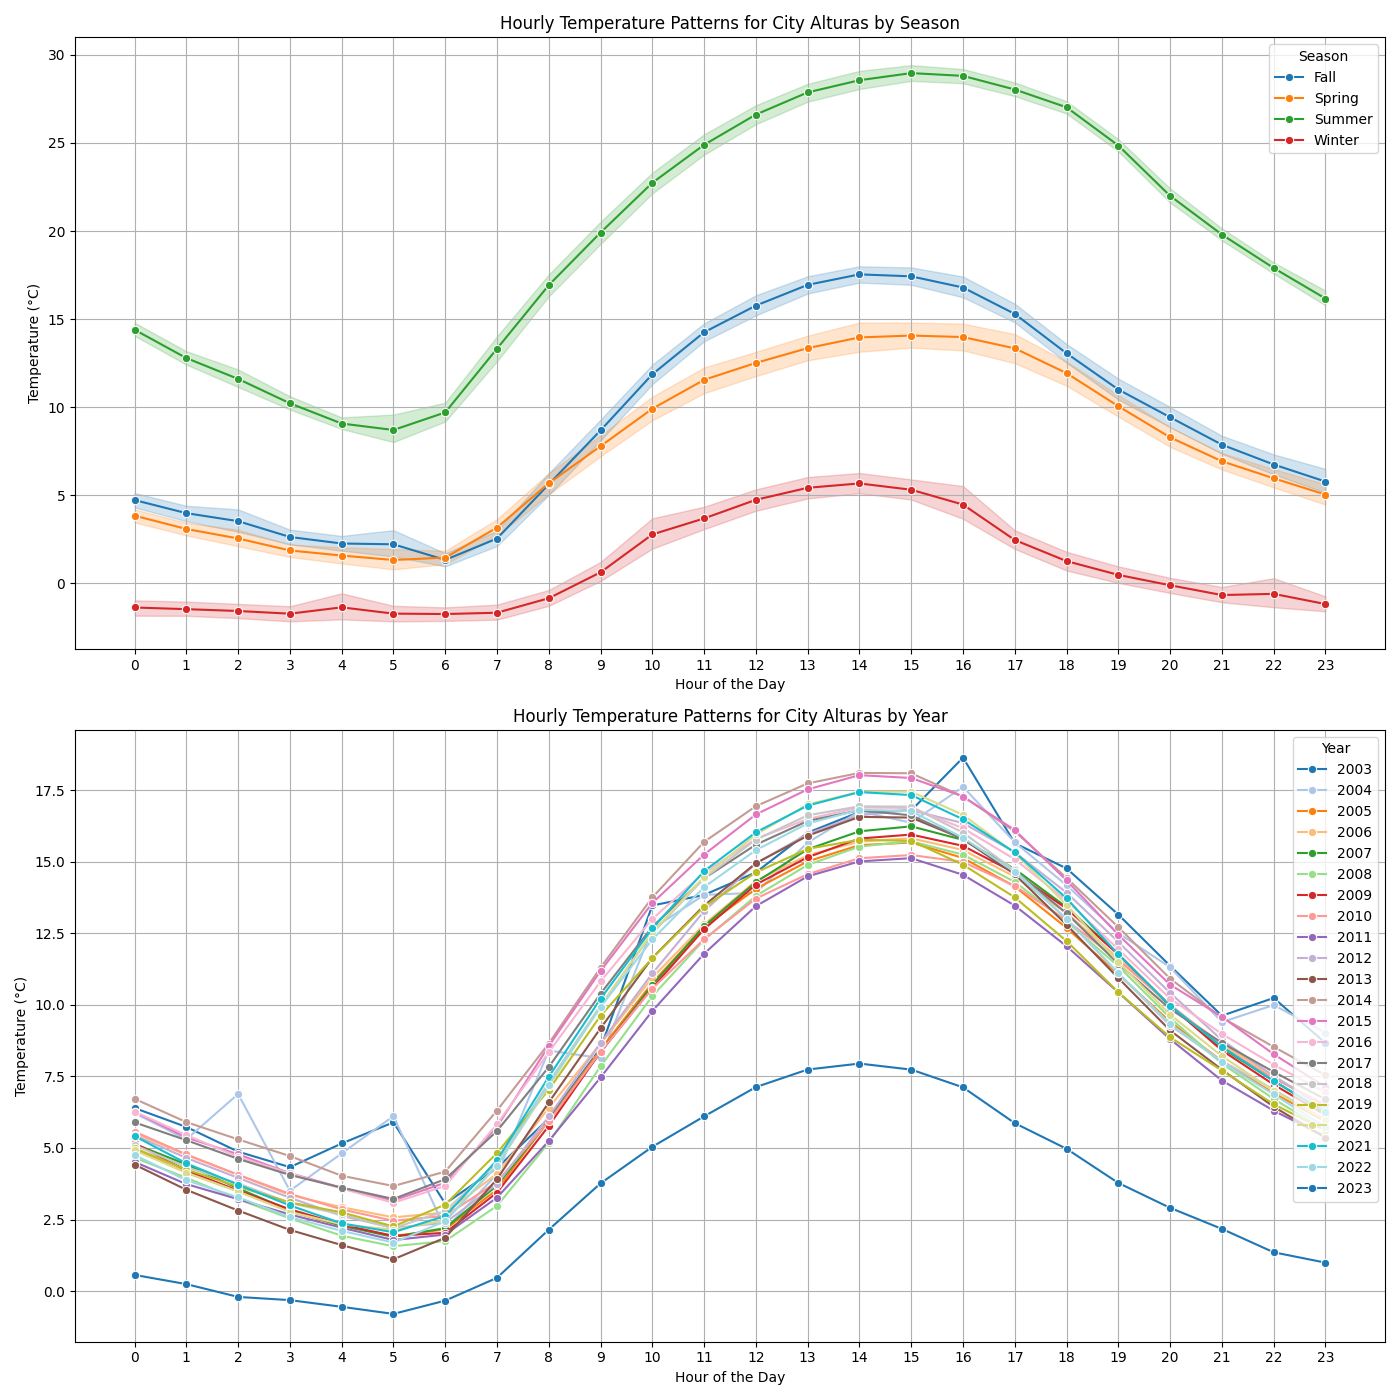 Hourly Temperature Patterns for City Alturas by Season
Temperature (°C)
30
25
20
15
10
5
0
Season
Fall
Spring
Summer
Winter
0 1 2 3 4 5 6 7 8 9 10 11 12 13 14 15 16 17 18 19 20 21 22 23
Hour of the Day
Hourly Temperature Patterns for City Alturas by Year
Temperature (°C)
17.5
15.0
12.5
10.0
7.5
5.0
2.5
0.0
Year
2003
2004
2005
2006
2007
2008
2009
2010
2011
2012
2013
2014
2015
2016
2017
2018
2019
2020
2021
2022
2023
0 1 2 3 4 5 6 7 8 9 10 11 12 13 14 15 16 17 18 19 20 21 22 23
Hour of the Day